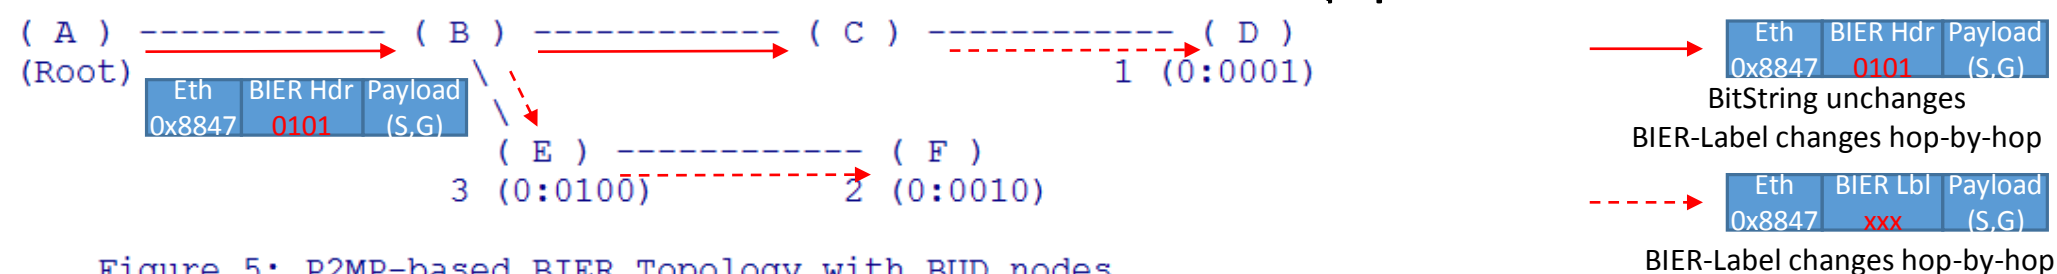 ( A ) ------------ ( B ) ------------ ( C ) ------------ ( D )
(Root) \ 1 (0:0001)
Eth BIER Hdr Payload
0x8847 0101 (S,G)
\
( E ) ------------ ( F )
3 (0:0100) 2 (0:0010)
Figure 5: P2MP-based BIER Topology with BUD nodes
Eth BIER Hdr Payload
0x8847 0101 (S,G)
BitString unchanges
BIER-Label changes hop-by-hop
Eth BIER Lbl Payload
0x8847 xxx (S,G)
BIER-Label changes hop-by-hop